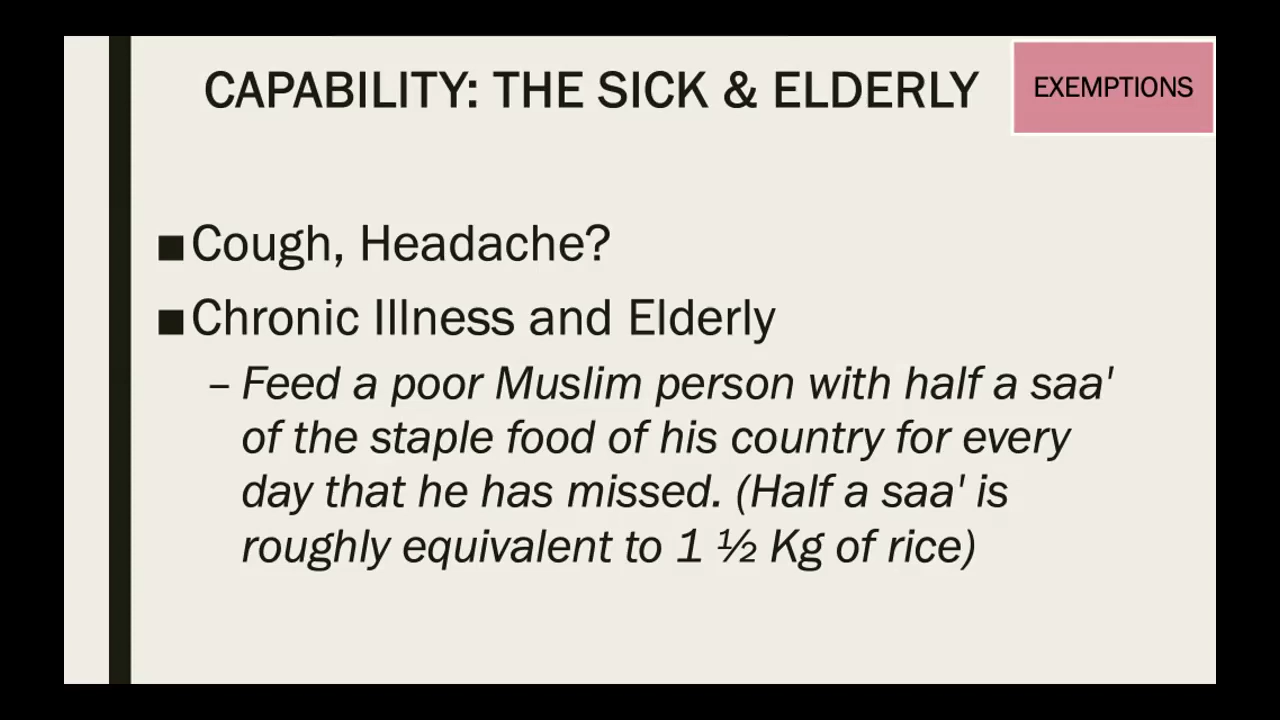 CAPABILITY: THE SICK & ELDERLY
EXEMPTIONS
■Cough, Headache?
■Chronic Illness and Elderly
– Feed a poor Muslim person with half a saa'
of the staple food of his country for every
day that he has missed. (Half a saa' is
roughly equivalent to 1 ½ Kg of rice)